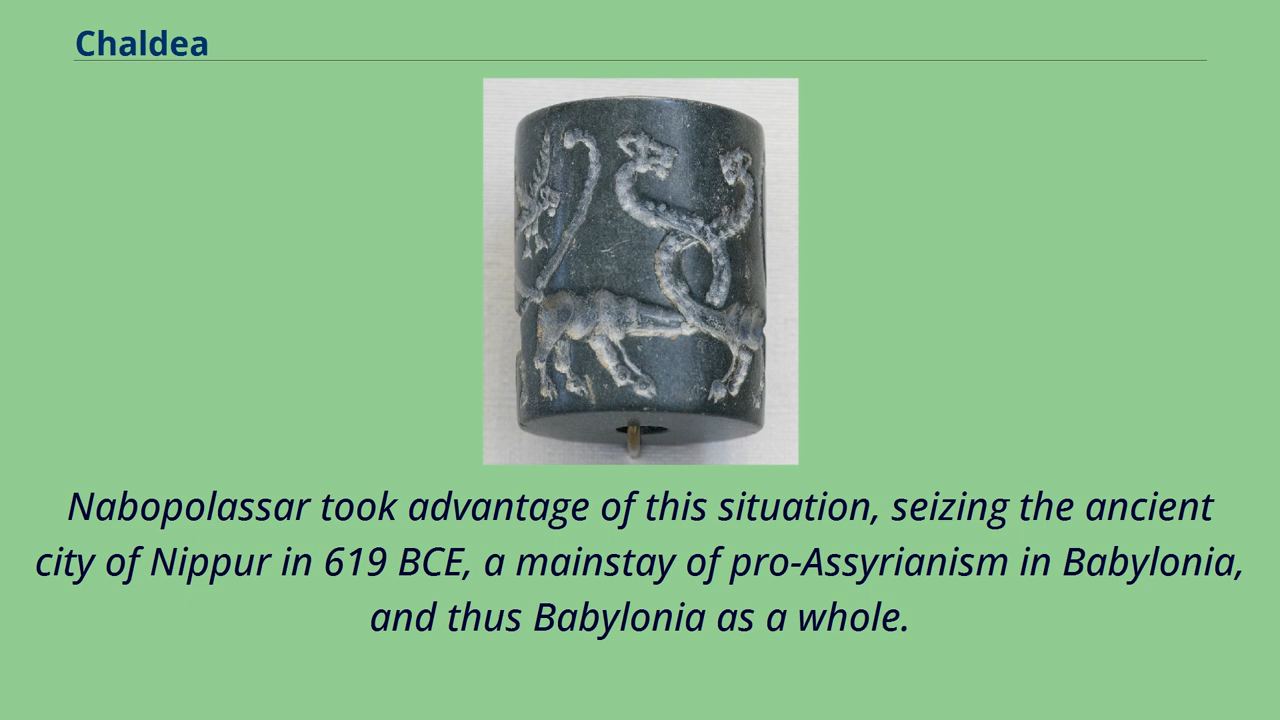 Chaldea
Nabopolassar took advantage of this situation, seizing the ancient
city of Nippur in 619 BCE, a mainstay of pro-Assyrianism in Babylonia,
and thus Babylonia as a whole.